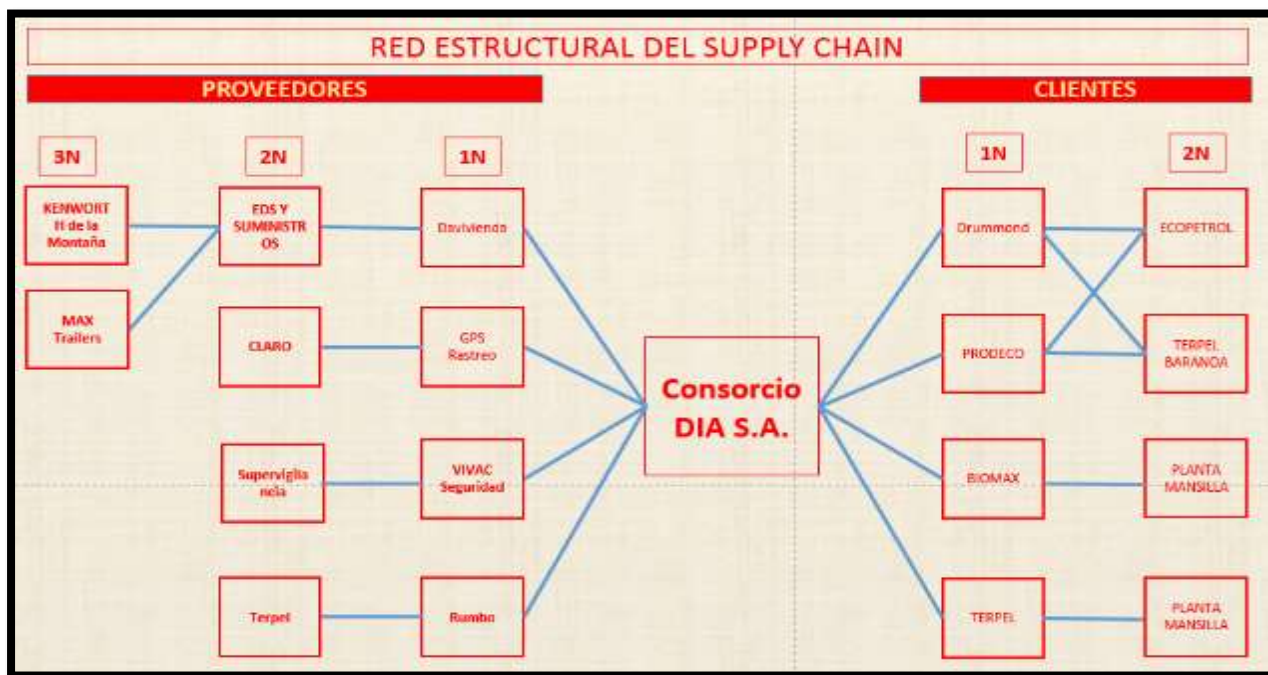 RED ESTRUCTURAL DEL SUPPLY CHAIN
PROVEEDORES
CLIENTES
3N
2N
1N
1N
2N
KENWORT
H de la
Montaña
EDS Y
SUMINISTR
OS
Davivienda
Drummond
ECOPETROL
MAX
Trailers
CLARO
GPS
Rastreo
PRODECO
TERPEL
BARANOA
Consorcio
DIA S.A.
Supervigila
ncia
VIVAC
Seguridad
BIOMAX
PLANTA
MANSILLA
Terpel
Rumbo
TERPEL
PLANTA
MANSILLA